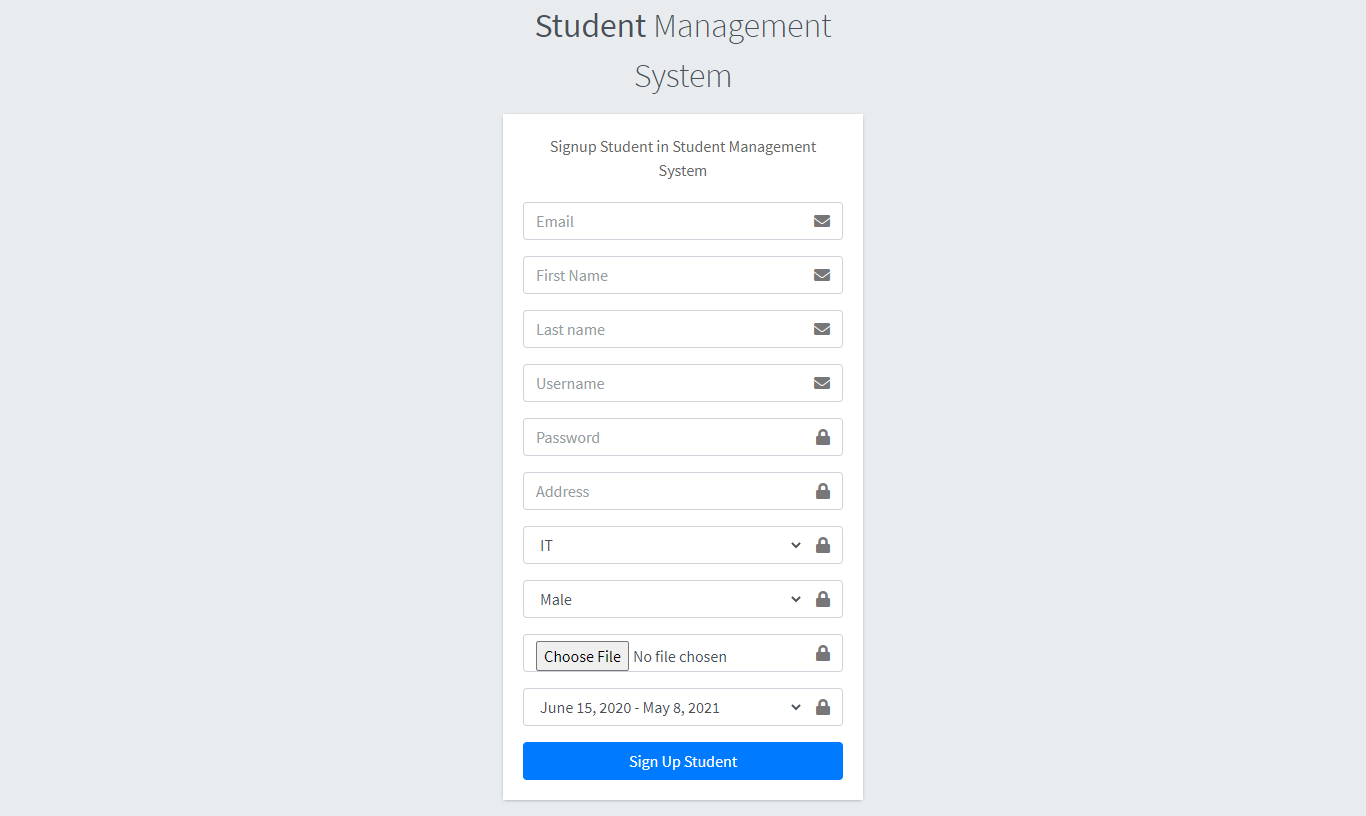 Student Management
System
Signup Student in Student Management
System
Email
First Name
Last name
Username
Password
Address
IT
Male
Choose File No file chosen
June 15, 2020 - May 8, 2021
Sign Up Student